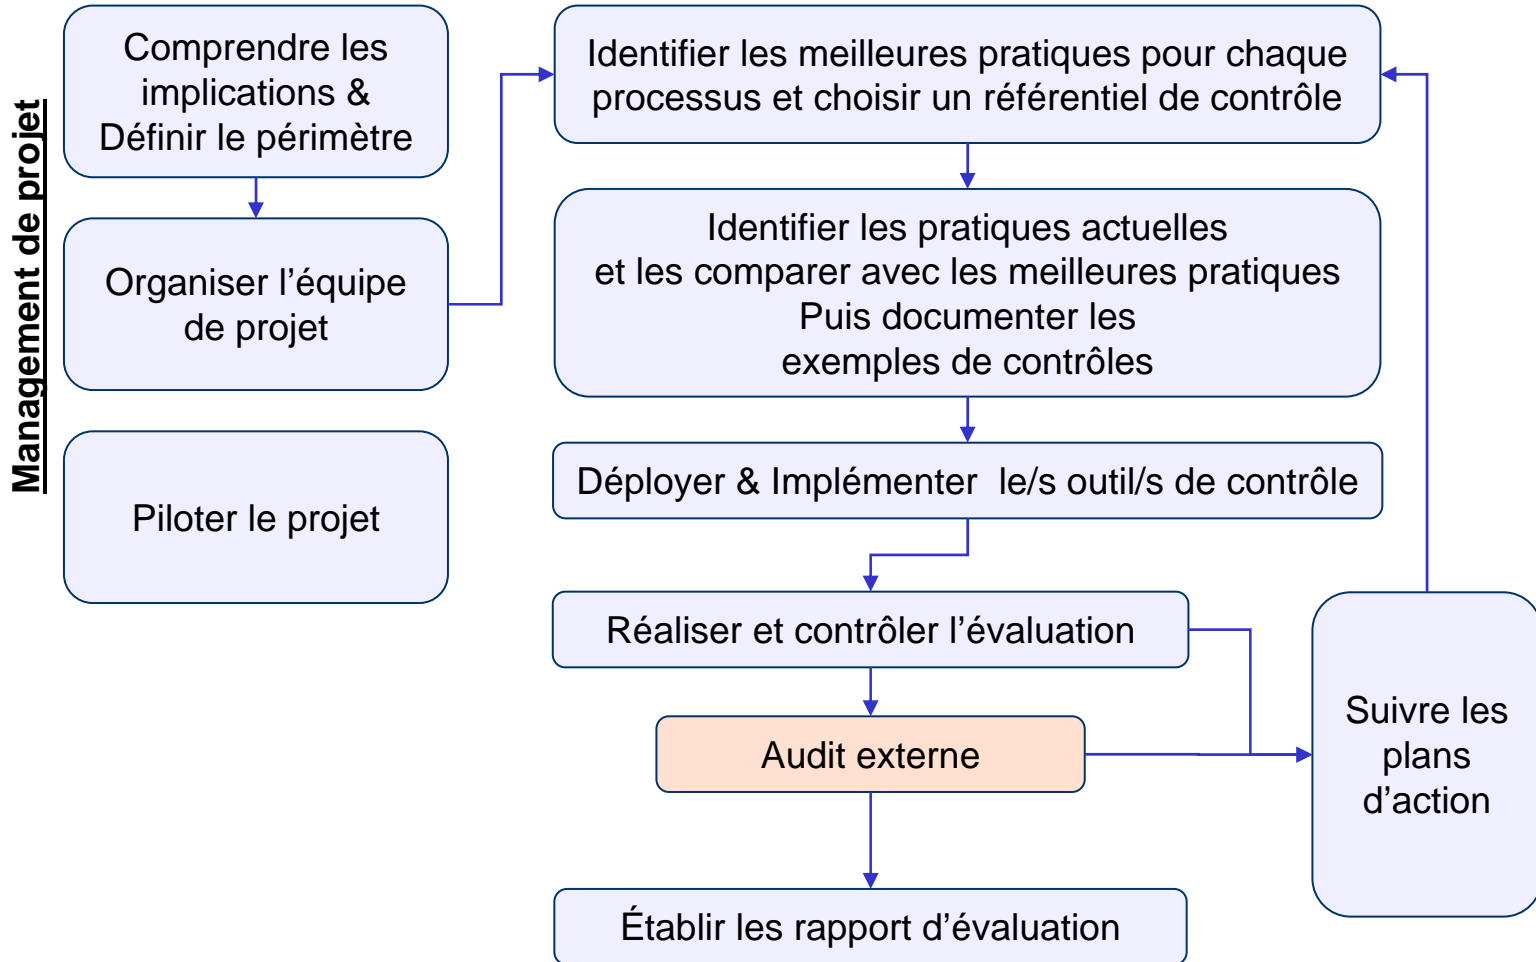 Management de projet
Comprendre les
implications &
Définir le périmètre
Organiser l’équipe
de projet
Piloter le projet
Identifier les meilleures pratiques pour chaque
processus et choisir un référentiel de contrôle
Identifier les pratiques actuelles
et les comparer avec les meilleures pratiques
Puis documenter les
exemples de contrôles
Déployer & Implémenter  le/s outil/s de contrôle
Réaliser et contrôler l’évaluation
Audit externe
Établir les rapport d’évaluation
Suivre les
plans
d’action